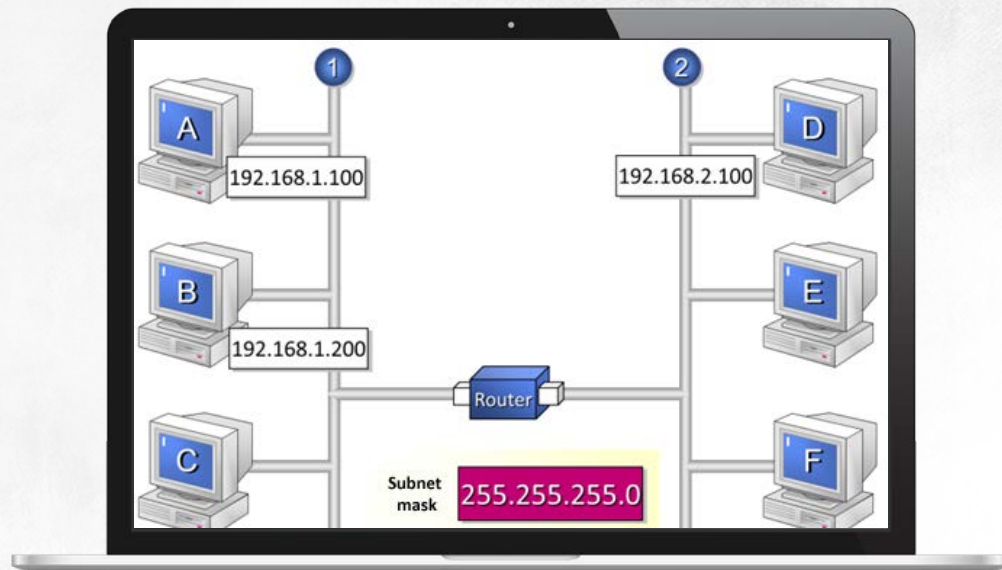 1
2
A
D
192.168.1.100
192.168.2.100
B
E
192.168.1.200
Router
C
F
Subnet
mask
255.255.255.0